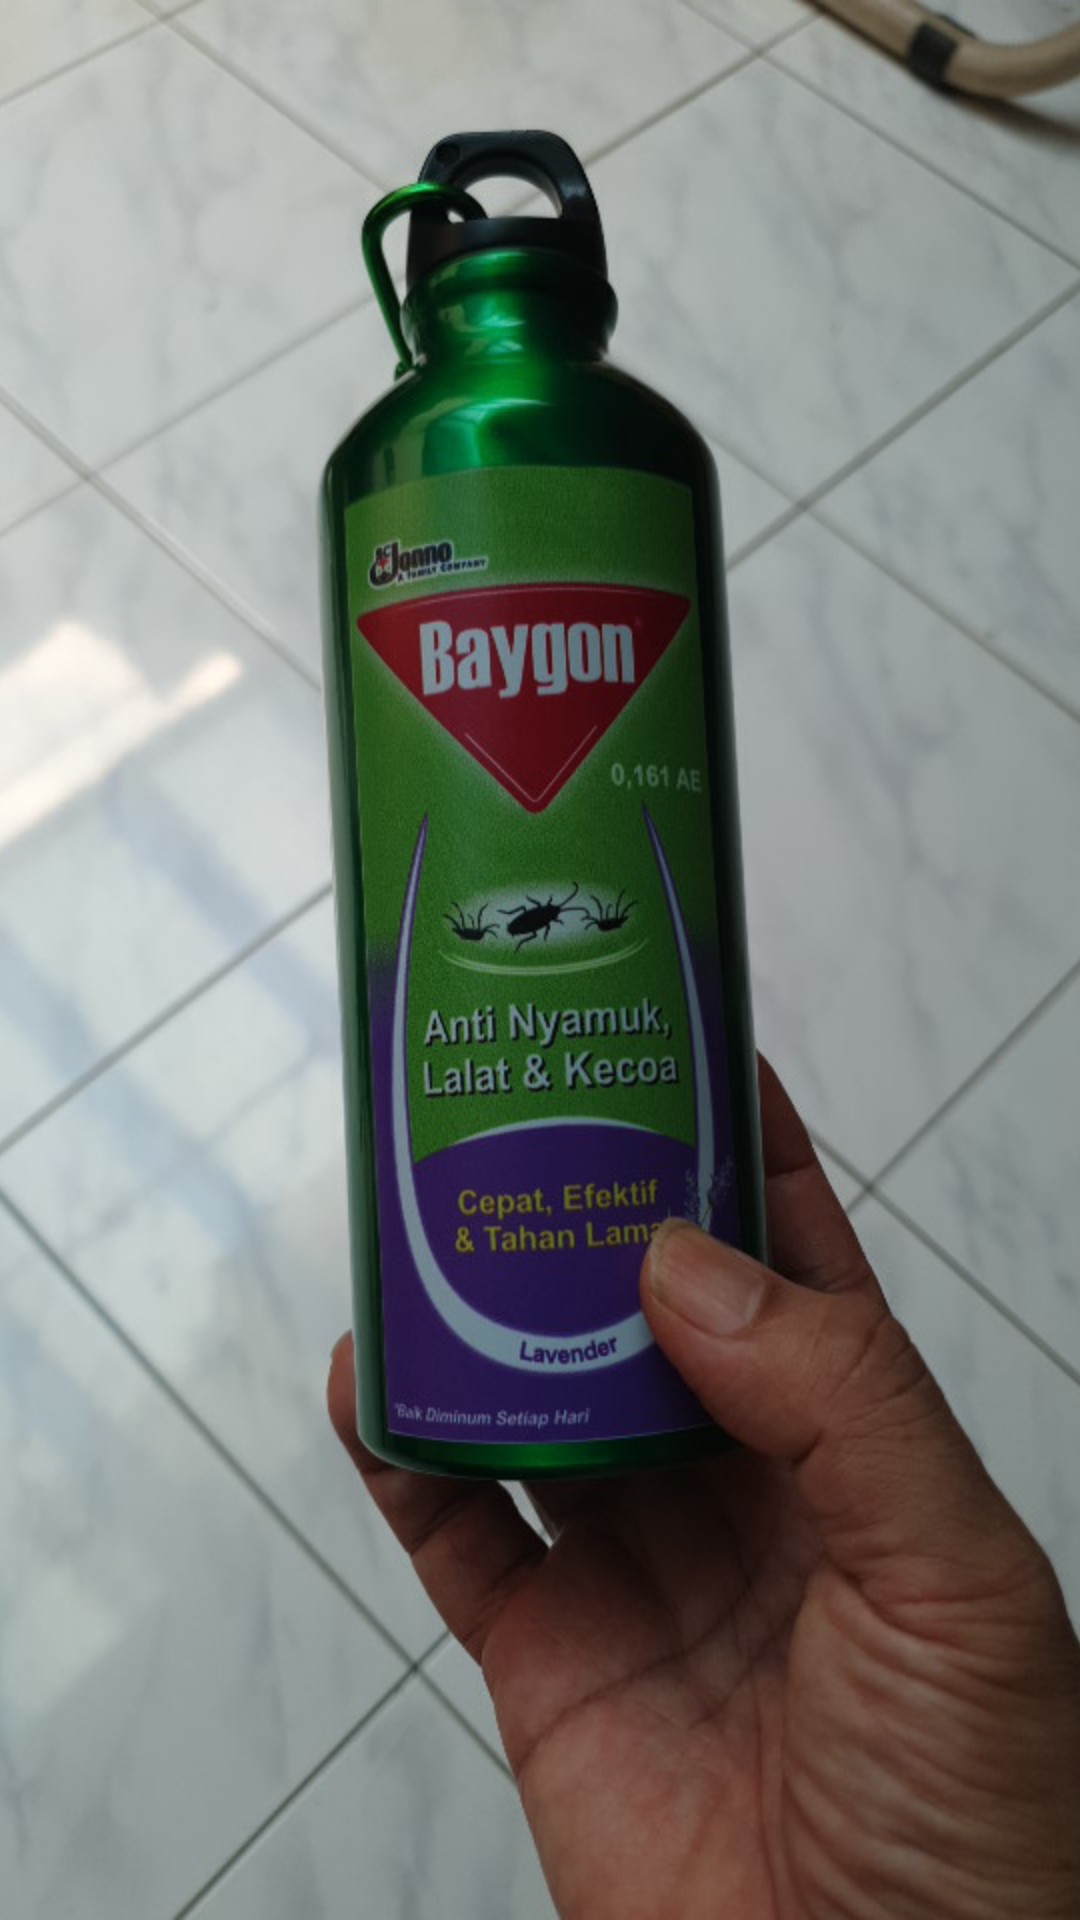 SC Jonno
A FAMILY COMPANY
Baygon
0,161 AE
Anti Nyamuk,
Lalat & Kecoa
Cepat, Efektif
& Tahan Lama
Lavender
*Baik Diminum Setiap Hari